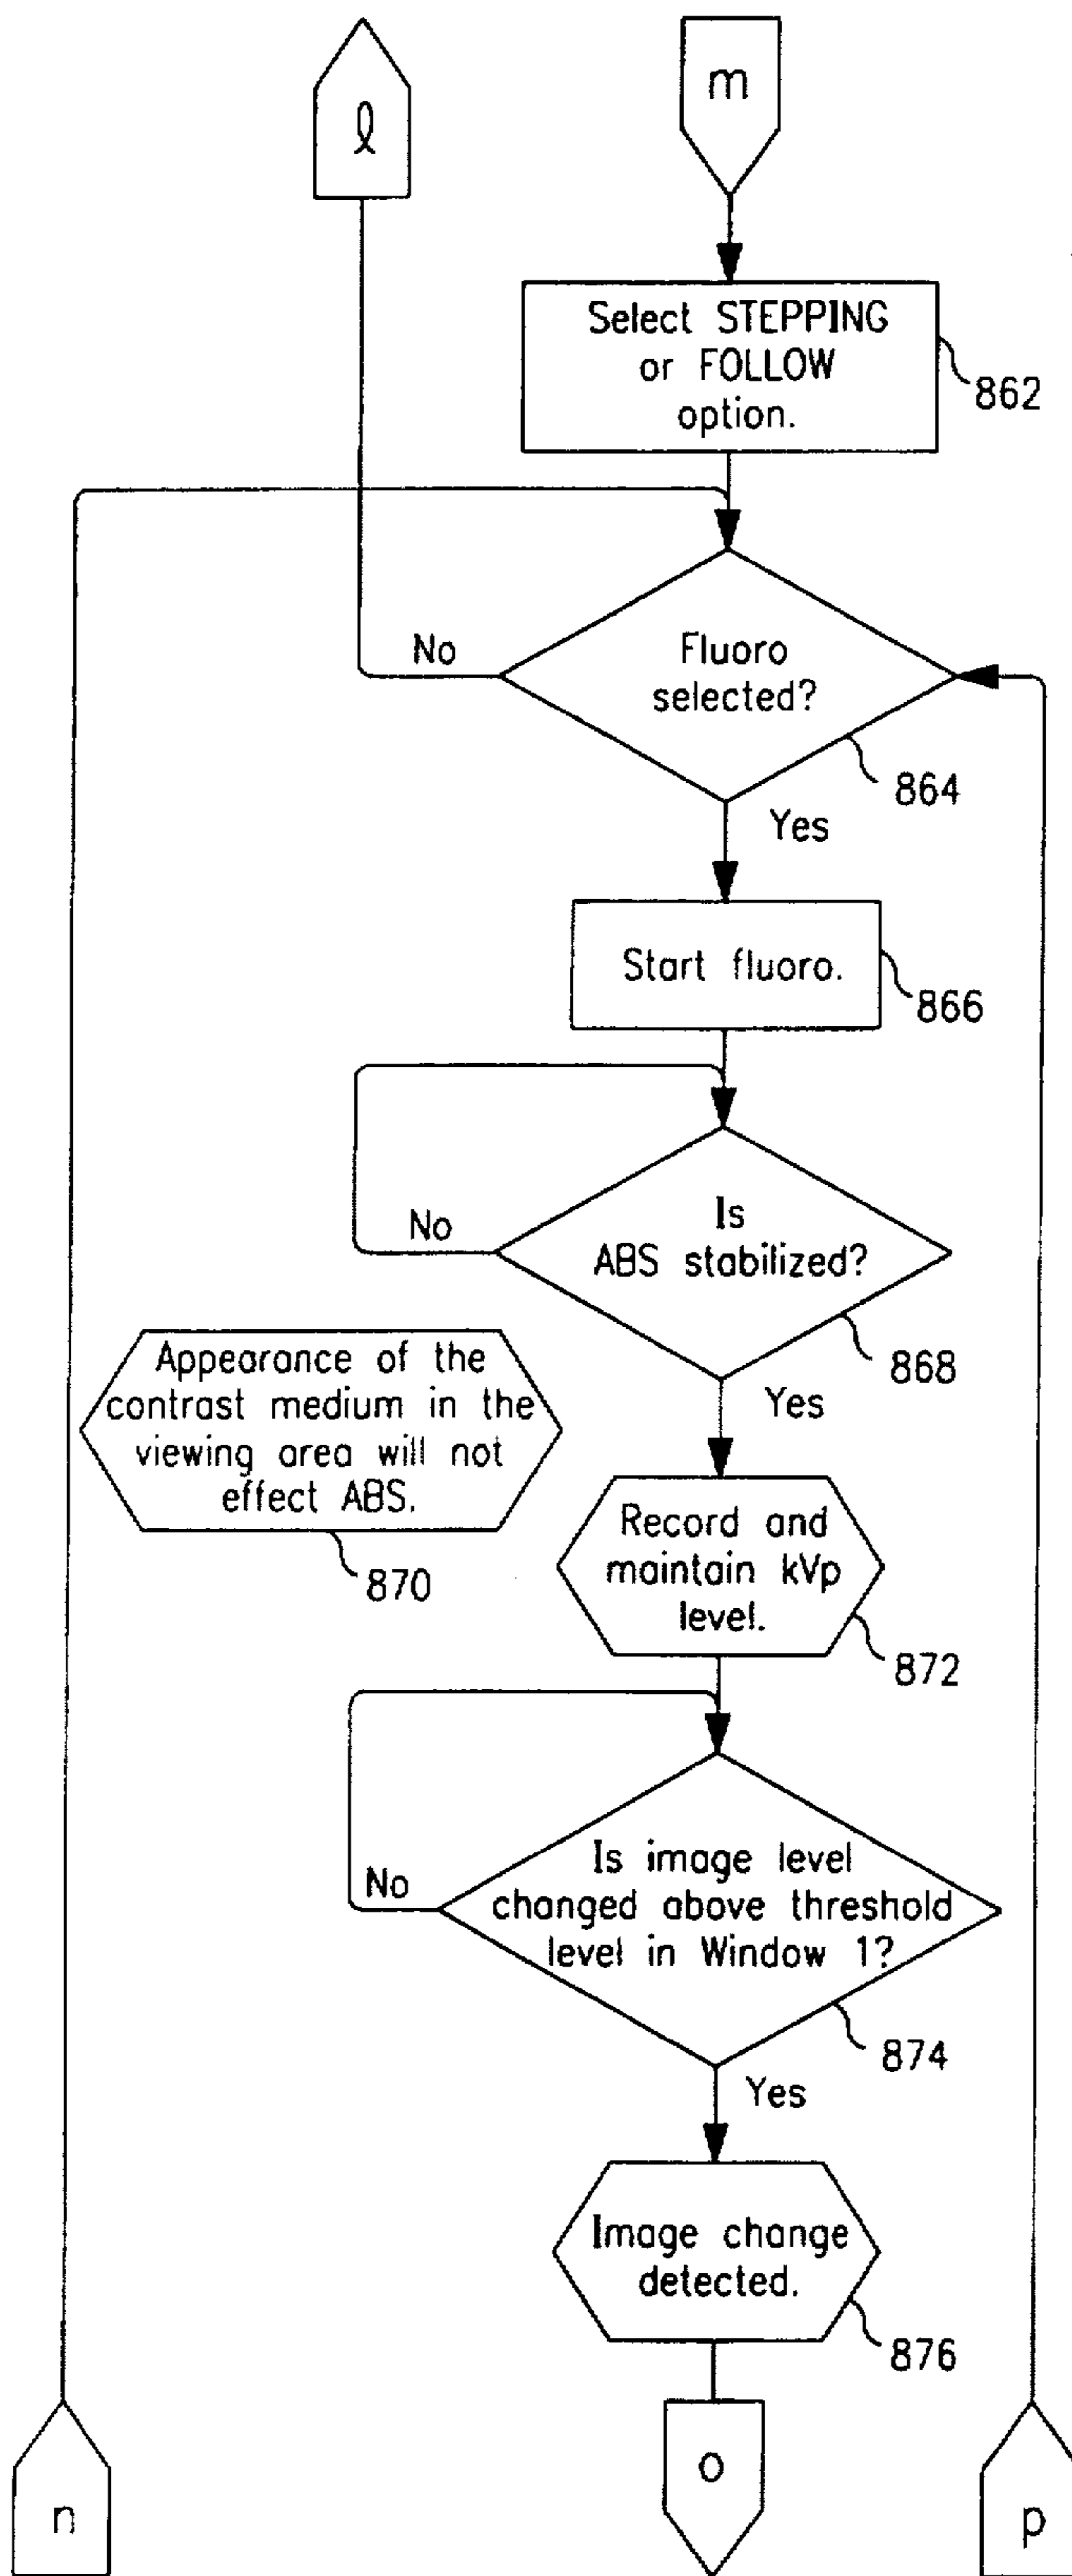 ℓ
m
Select STEPPING
or FOLLOW
option.
862
No
Fluoro
selected?
864
Yes
Start fluoro.
866
No
Is
ABS stabilized?
868
Yes
Appearance of the
contrast medium in the
viewing area will not
effect ABS.
870
Record and
maintain kVp
level.
872
No
Is image level
changed above threshold
level in Window 1?
874
Yes
Image change
detected.
876
n
o
p